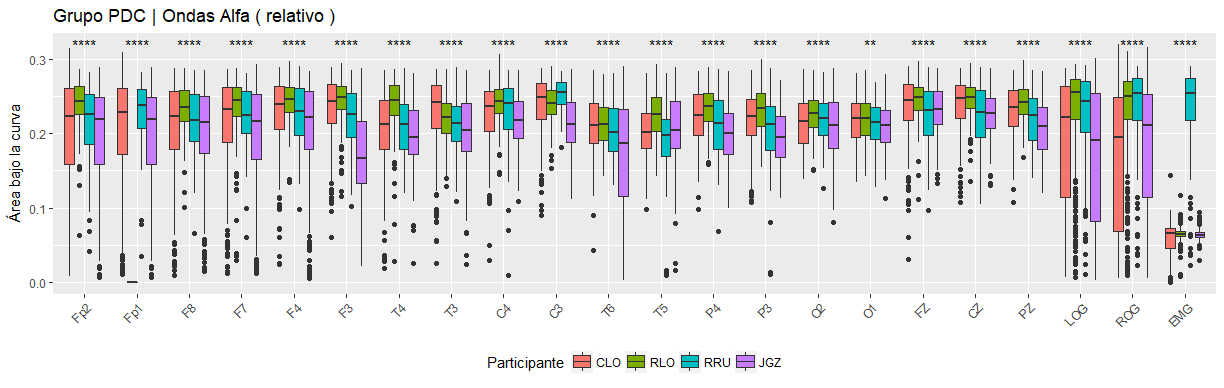 Grupo PDC | Ondas Alfa ( relativo )
**** **** **** **** **** **** **** **** **** **** **** **** **** **** **** ** **** **** **** **** **** ****
Área bajo la curva
0.3
0.2
0.1
0.0
Fp2 Fp1 F8 F7 F4 F3 T4 T3 C4 C3 T6 T5 P4 P3 O2 O1 FZ CZ PZ LOG ROG EMG
Participante CLO RLO RRU JGZ